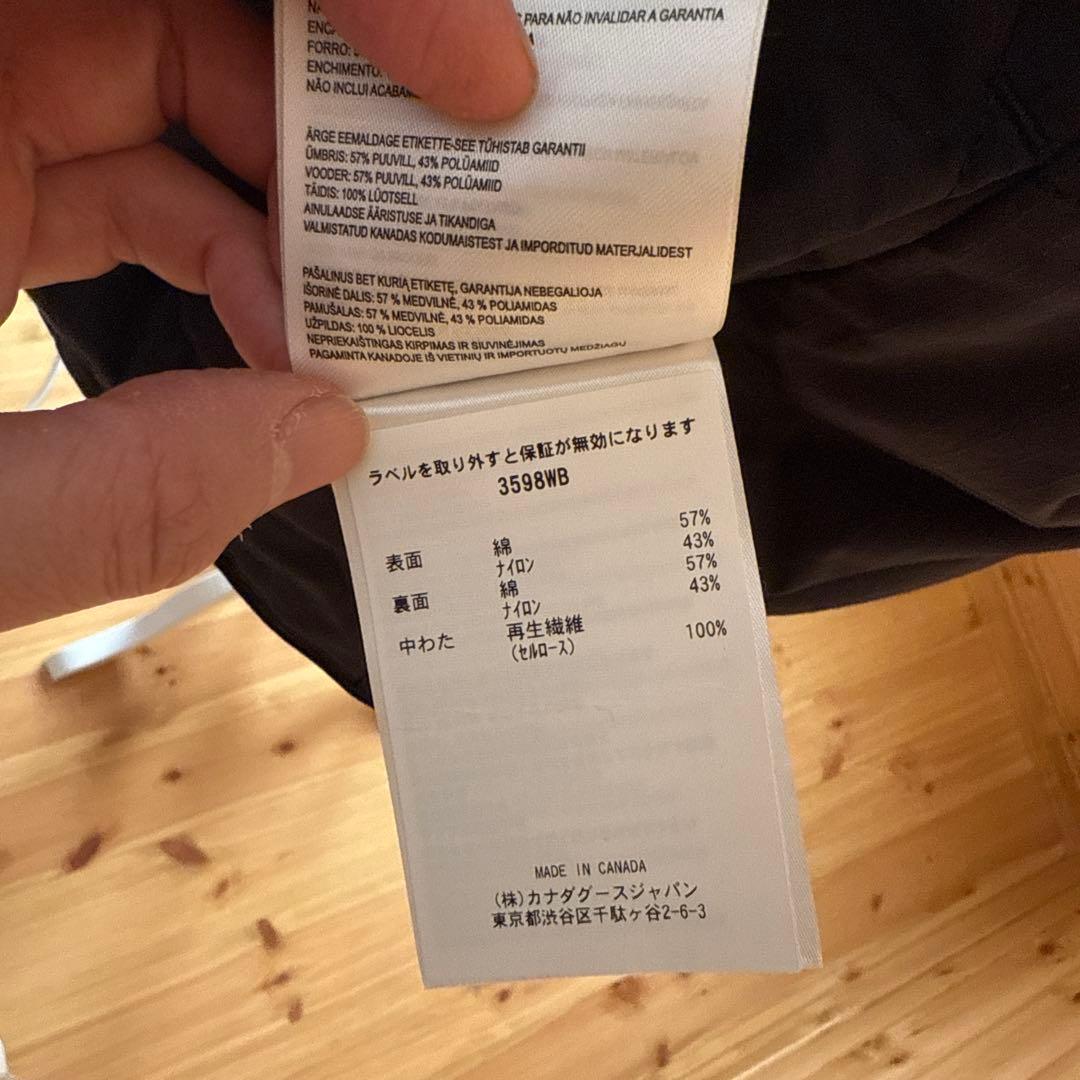 PARA NÃO INVALIDAR A GARANTIA
FORRO:
ENCHIMENTO:
NÃO INCLUI
ÄRGE EEMALDAGE ETIKETTE-SEE TÜHISTAB GARANTII
ÜMBRIS: 57% PUUVILL, 43% POLÜAMIID
VOODER: 57% PUUVILL, 43% POLÜAMIID
TÄIDIS: 100% LÜOTSELL
AINULAADSE ÄÄRISTUSE JA TIKANDIGA
VALMISTATUD KANADAS KODUMAISTEST JA IMPORDITUD MATERJALIDEST
PAŠALINUS BET KURIĄ ETIKETĘ, GARANTIJA NEBEGALIOJA
IŠORINĖ DALIS: 57 % MEDVILNĖ, 43 % POLIAMIDAS
PAMUŠALAS: 57 % MEDVILNĖ, 43 % POLIAMIDAS
UŽPILDAS: 100 % LIOCELIS
NEPRIEKAIŠTINGAS KIRPIMAS IR SIUVINĖJIMAS
PAGAMINTA KANADOJE IŠ VIETINIŲ IR IMPORTUOTŲ MEDŽIAGŲ
ラベルを取り外すと保証が無効になります
3598WB
表面 綿 57%
ナイロン 43%
裏面 綿 57%
ナイロン 43%
中わた 再生繊維 100%
(セルロース)
MADE IN CANADA
(株)カナダグースジャパン
東京都渋谷区千駄ヶ谷2-6-3